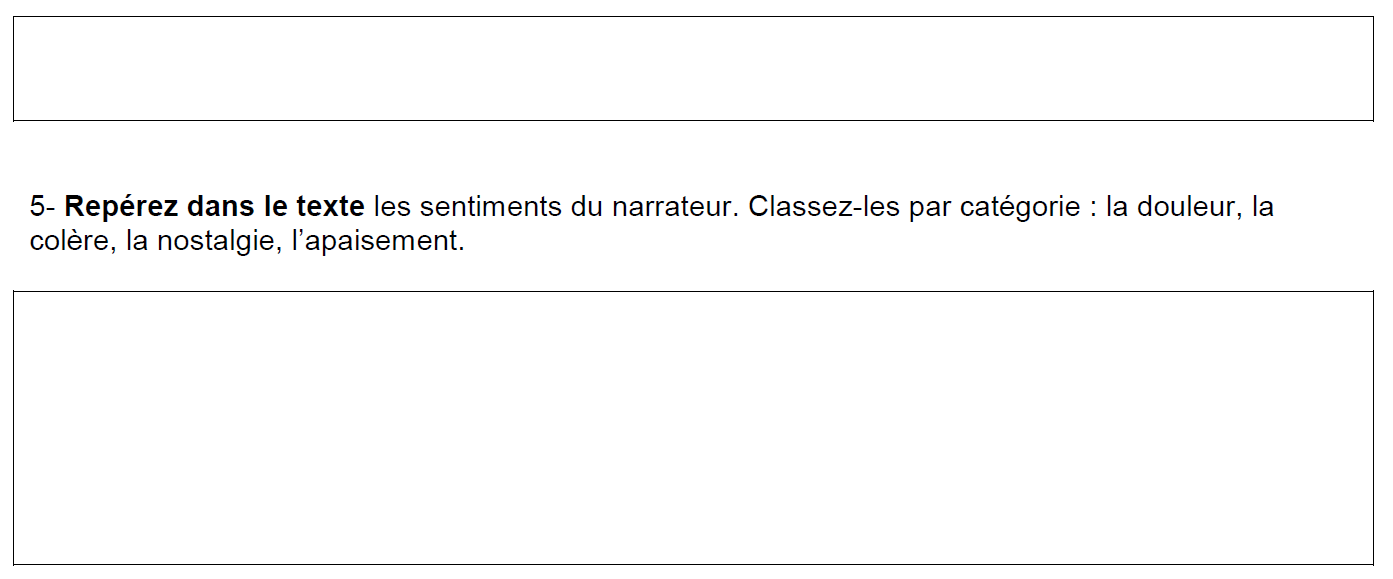 5- Repérez dans le texte les sentiments du narrateur. Classez-les par catégorie : la douleur, la
colère, la nostalgie, l’apaisement.